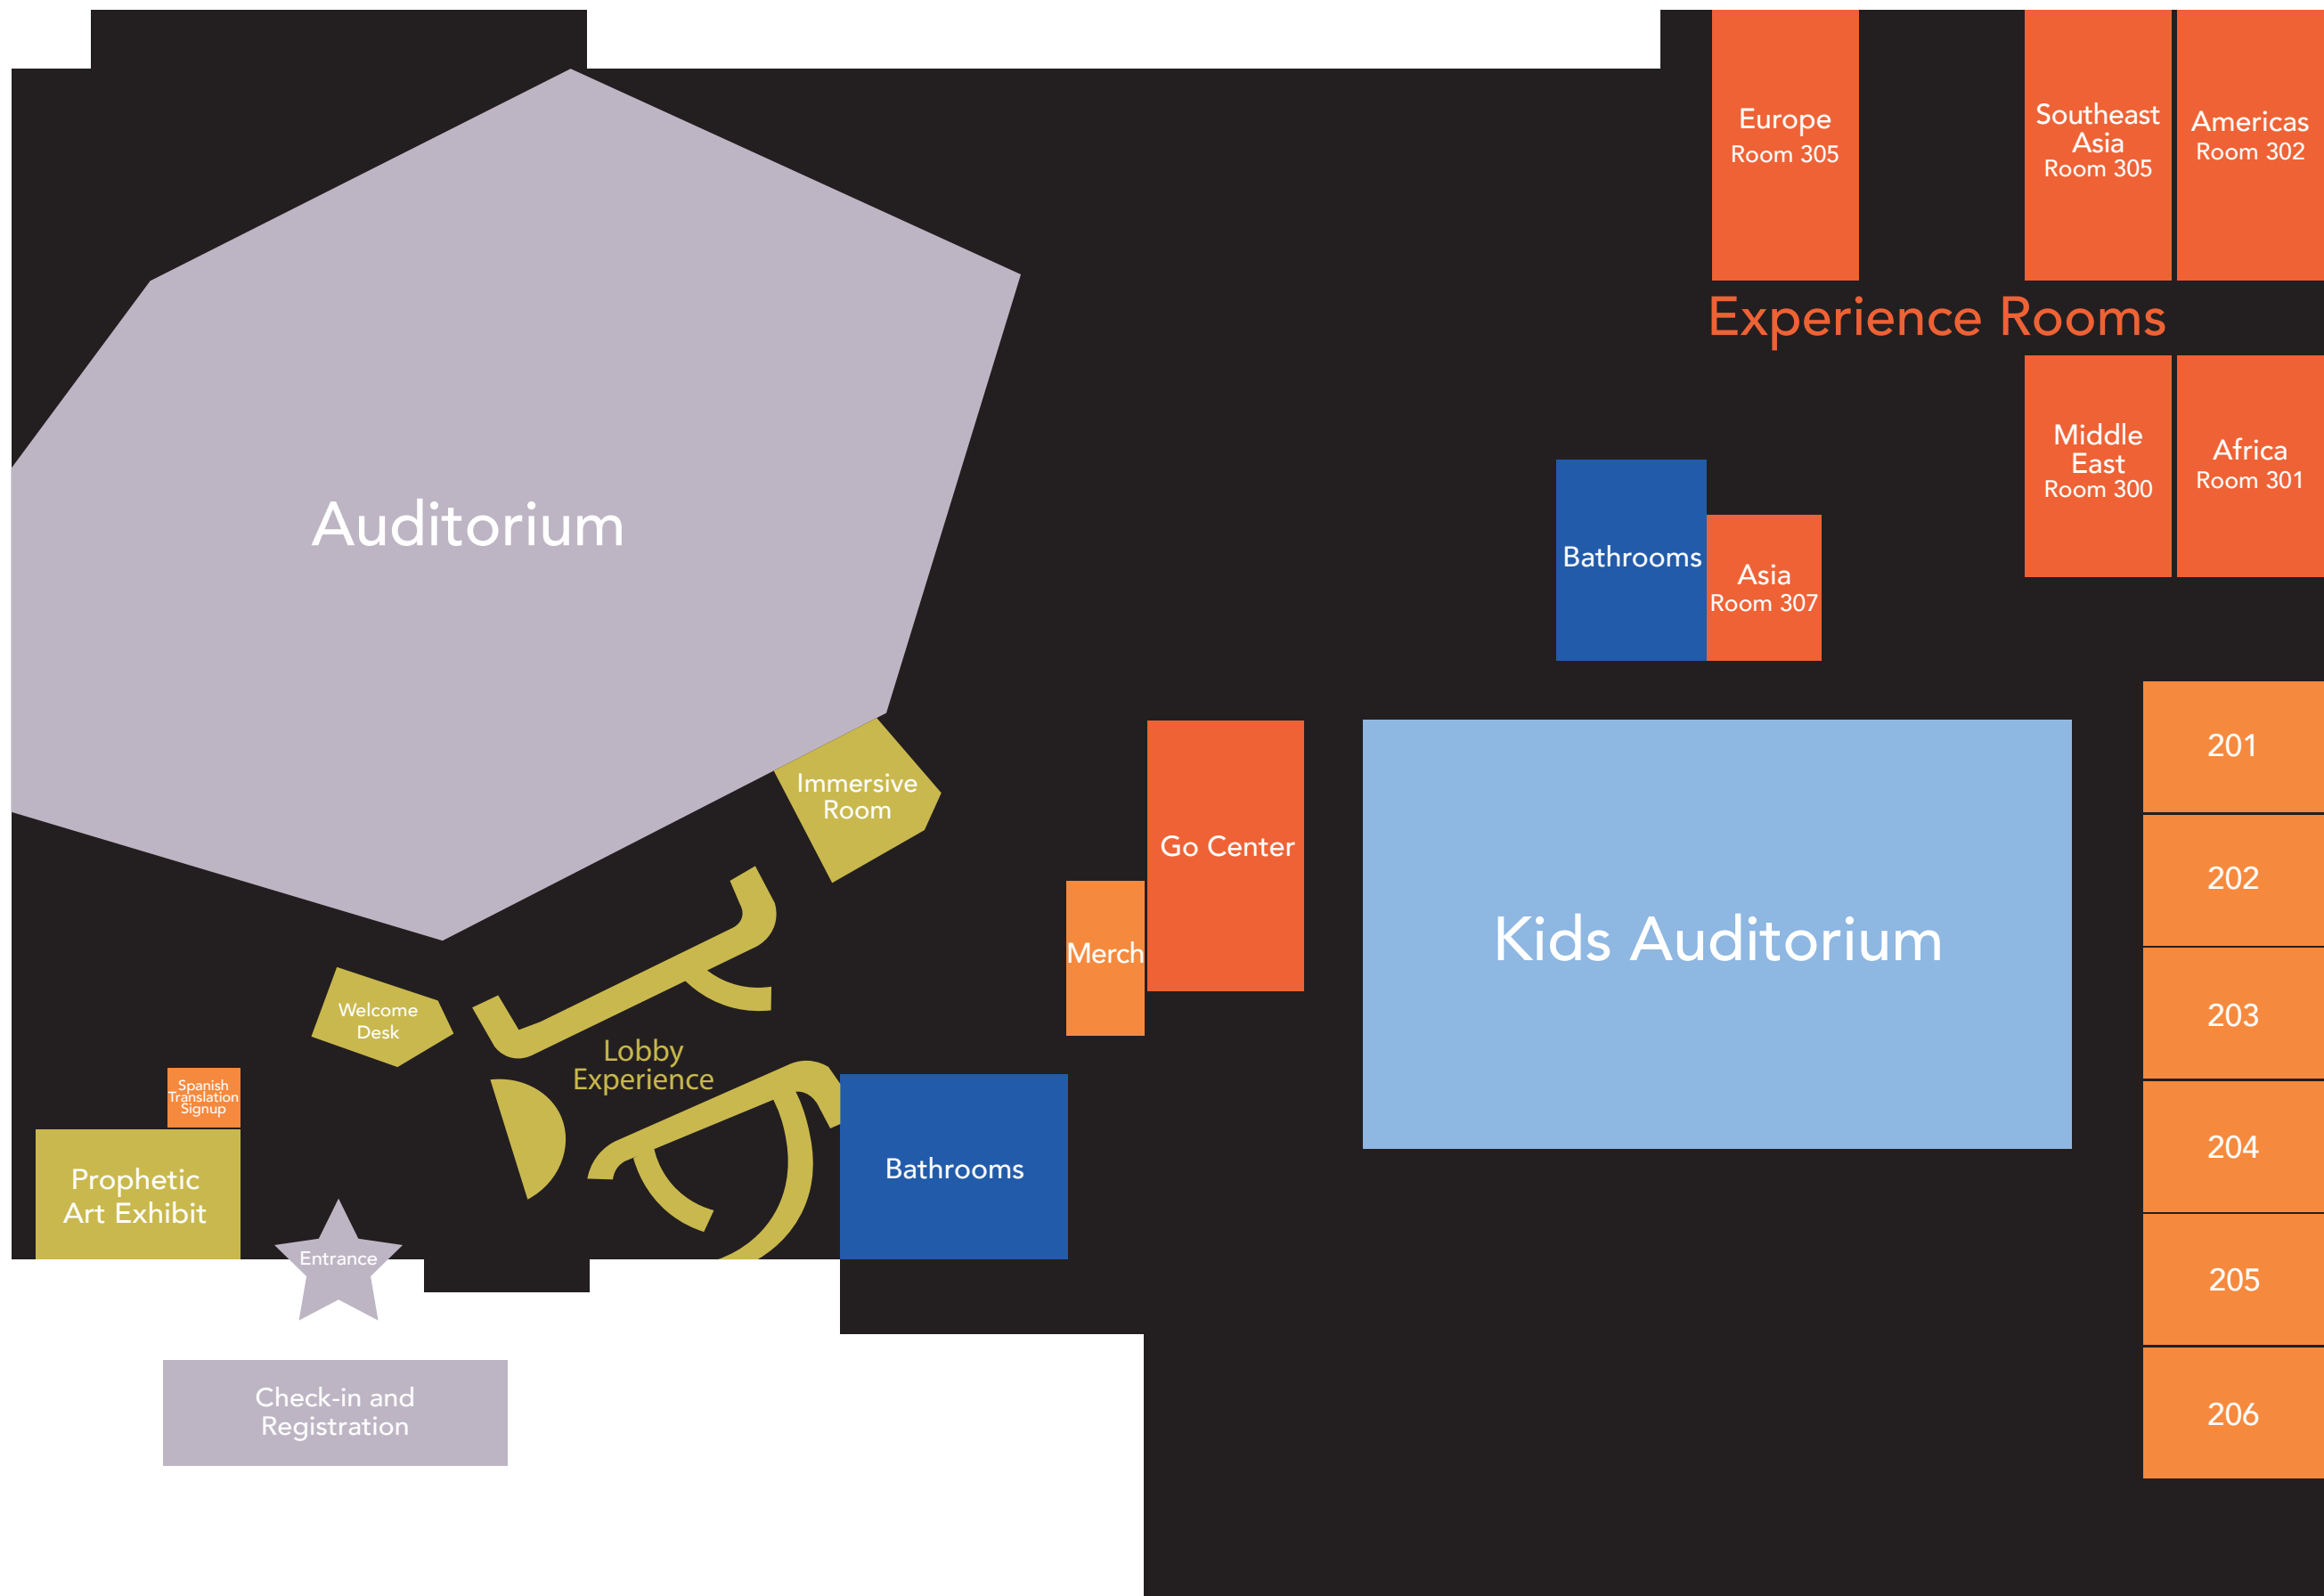 Europe
Room 305
Southeast
Asia
Room 305
Americas
Room 302
Experience Rooms
Middle
East
Room 300
Africa
Room 301
Auditorium
Bathrooms
Asia
Room 307
Immersive
Room
Go Center
Merch
Kids Auditorium
201
202
203
204
205
206
Welcome
Desk
Lobby
Experience
Spanish
Translation
Signup
Prophetic
Art Exhibit
Bathrooms
Entrance
Check-in and
Registration